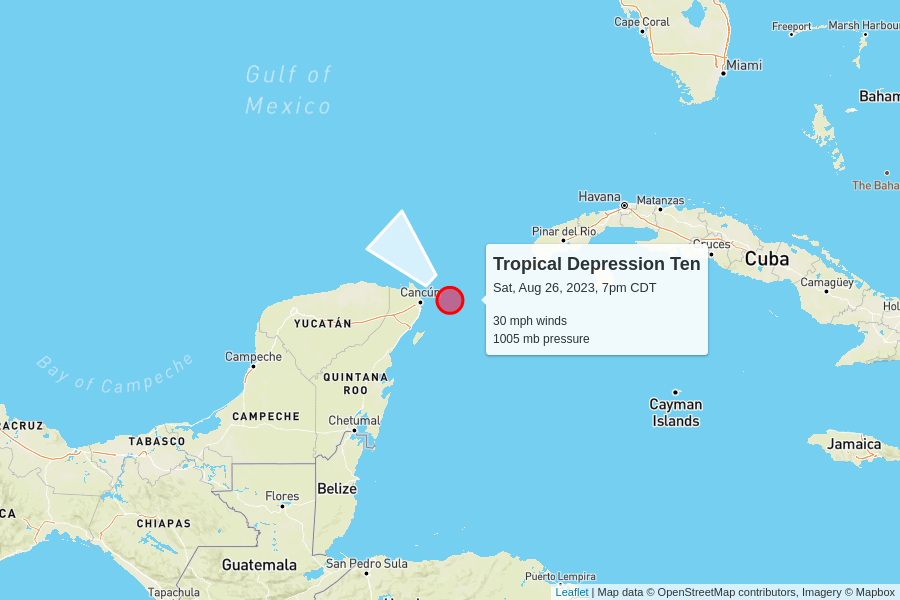 Cape Coral
Freeport
Marsh Harbou
Miami
Gulf of
Mexico
Baham
The Baha
Havana
Matanzas
Pinar del Rio
Cruces
Cuba
Camagüey
Hol
Tropical Depression Ten
Sat, Aug 26, 2023, 7pm CDT
30 mph winds
1005 mb pressure
Cancún
YUCATÁN
Campeche
Bay of Campeche
QUINTANA
ROO
CAMPECHE
Chetumal
Cayman
Islands
Jamaica
RACRUZ
TABASCO
Belize
Flores
CA
CHIAPAS
Guatemala
San Pedro Sula
Puerto Lempira
Tapachula
Leaflet | Map data © OpenStreetMap contributors, Imagery © Mapbox